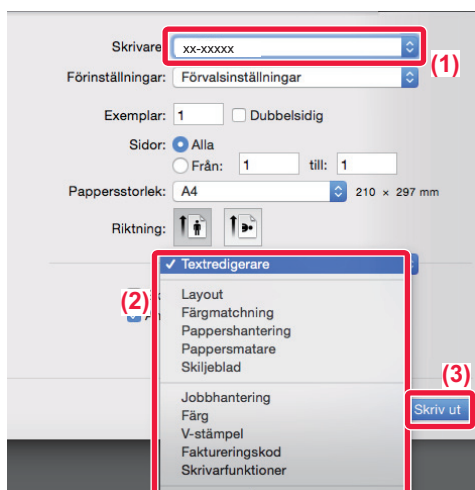 Skrivare: xx-xxxxx
(1)
Förinställningar: Förvalsinställningar
Exemplar: 1 Dubbelsidig
Sidor: Alla
Från: 1 till: 1
Pappersstorlek: A4 210 × 297 mm
Riktning:
✓ Textredigerare
(2)
Layout
Färgmatchning
Pappershantering
Pappersmatare
Skiljeblad
(3)
Jobbhantering
Färg
Skriv ut
V-stämpel
Faktureringskod
Skrivarfunktioner